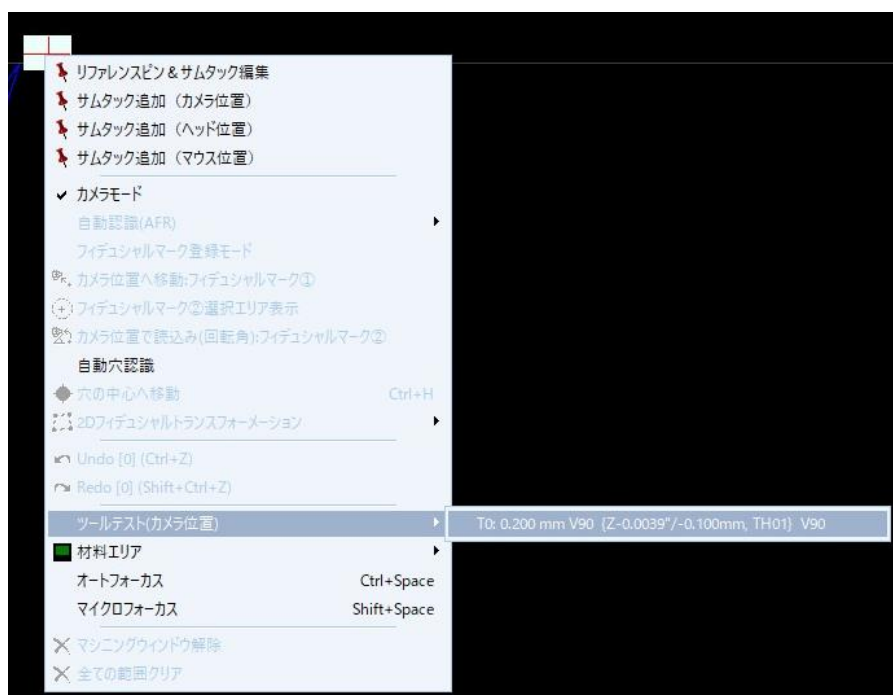 リファレンスピン＆サムタック編集
サムタック追加（カメラ位置）
サムタック追加（ヘッド位置）
サムタック追加（マウス位置）
カメラモード
自動認識(AFR)
フィデュシャルマーク登録モード
カメラ位置へ移動:フィデュシャルマーク①
フィデュシャルマーク②選択エリア表示
カメラ位置で読込み(回転角):フィデュシャルマーク②
自動穴認識
穴の中心へ移動 Ctrl+H
2Dフィデュシャルトランスフォーメーション
Undo [0] (Ctrl+Z)
Redo [0] (Shift+Ctrl+Z)
ツールテスト(カメラ位置) T0: 0.200 mm V90 {Z-0.0039"/-0.100mm, TH01} V90
材料エリア
オートフォーカス Ctrl+Space
マイクロフォーカス Shift+Space
マシニングウィンドウ解除
全ての範囲クリア